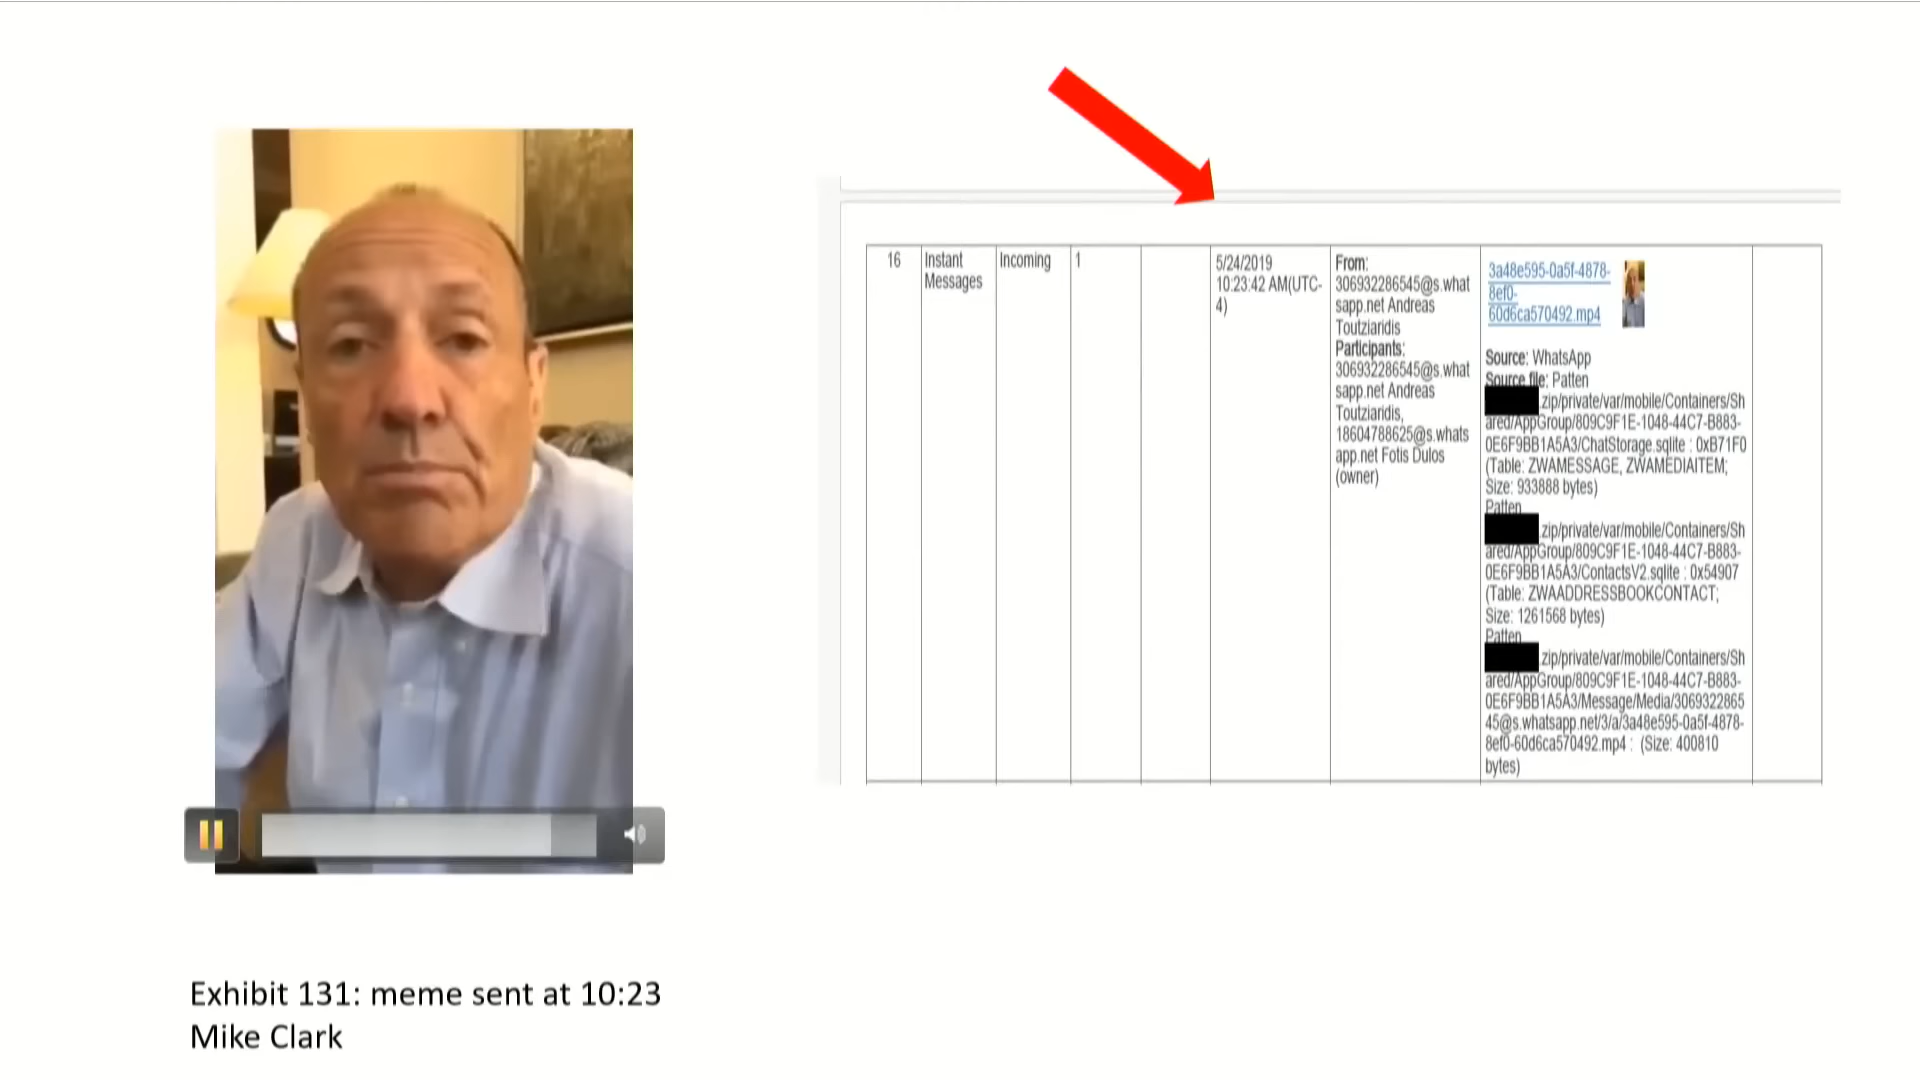 16
Instant
Messages
Incoming
1
5/24/2019
10:23:42 AM(UTC-
4)
From:
306932286545@s.what
sapp.net Andreas
Toutziaridis
Participants:
306932286545@s.what
sapp.net Andreas
Toutziaridis,
18604788625@s.whats
app.net Fotis Dulos
(owner)
3a48e595-0a5f-4878-
8ef0-
60d6ca570492.mp4
Source: WhatsApp
Source file: Patten
.zip/private/var/mobile/Containers/Sh
ared/AppGroup/809C9F1E-1048-44C7-B883-
0E6F9BB1A5A3/ChatStorage.sqlite : 0xB71F0
(Table: ZWAMESSAGE, ZWAMEDIAITEM;
Size: 933888 bytes)
Patten
.zip/private/var/mobile/Containers/Sh
ared/AppGroup/809C9F1E-1048-44C7-B883-
0E6F9BB1A5A3/ContactsV2.sqlite : 0x54907
(Table: ZWAADDRESSBOOKCONTACT;
Size: 1261568 bytes)
Patten
.zip/private/var/mobile/Containers/Sh
ared/AppGroup/809C9F1E-1048-44C7-B883-
0E6F9BB1A5A3/Message/Media/3069322865
45@s.whatsapp.net/3/a/3a48e595-0a5f-4878-
8ef0-60d6ca570492.mp4 : (Size: 400810
bytes)
Exhibit 131: meme sent at 10:23
Mike Clark